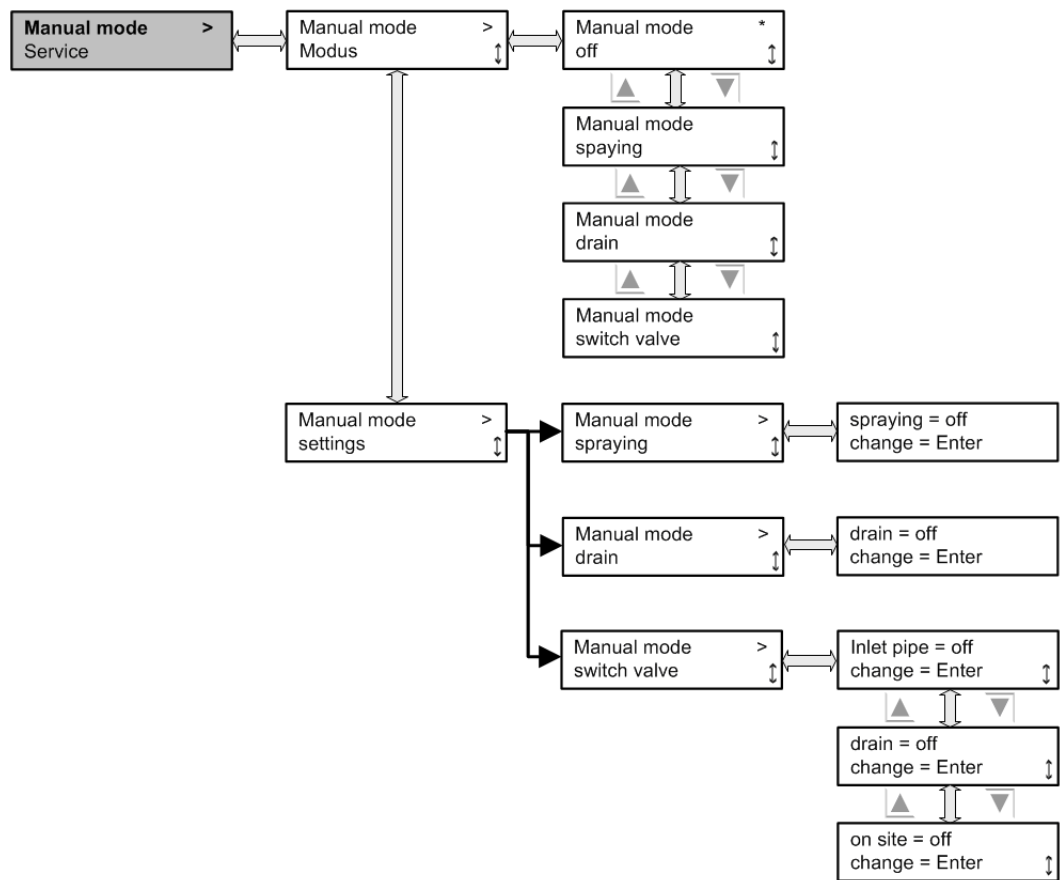 Manual mode >
Service
Manual mode >
Modus
Manual mode *
off
Manual mode
spaying
Manual mode
drain
Manual mode
switch valve
Manual mode >
settings
Manual mode >
spraying
spraying = off
change = Enter
Manual mode >
drain
drain = off
change = Enter
Manual mode >
switch valve
Inlet pipe = off
change = Enter
drain = off
change = Enter
on site = off
change = Enter